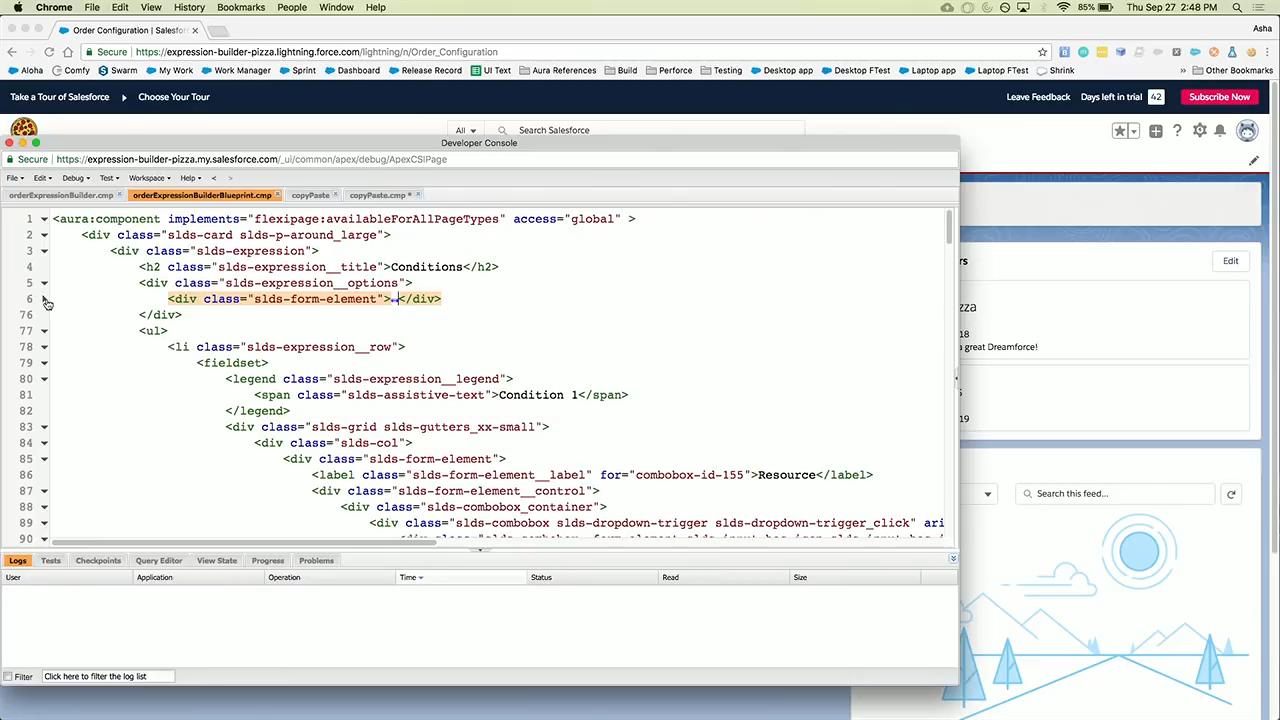 Chrome File Edit View History Bookmarks People Window Help 85% Thu Sep 27 2:48 PM
Order Configuration | Salesfor Asha
Secure https://expression-builder-pizza.lightning.force.com/lightning/n/Order_Configuration
Aloha Comfy Swarm My Work Work Manager Sprint Dashboard Release Record UI Text Aura References Build Perforce Testing Desktop app Desktop FTest Laptop app Laptop FTest Shrink » Other Bookmarks
Take a Tour of Salesforce Choose Your Tour Leave Feedback Days left in trial 42 Subscribe Now
All Search Salesforce
Developer Console
Secure https://expression-builder-pizza.my.salesforce.com/_ui/common/apex/debug/ApexCSIPage
File Edit Debug Test Workspace Help < >
orderExpressionBuilder.cmp orderExpressionBuilderBlueprint.cmp copyPaste copyPaste.cmp *
1 <aura:component implements="flexipage:availableForAllPageTypes" access="global" >
2 <div class="slds-card slds-p-around_large">
3 <div class="slds-expression">
4 <h2 class="slds-expression__title">Conditions</h2>
5 <div class="slds-expression__options">
6 <div class="slds-form-element">↔</div>
76 </div>
77 <ul>
78 <li class="slds-expression__row">
79 <fieldset>
80 <legend class="slds-expression__legend">
81 <span class="slds-assistive-text">Condition 1</span>
82 </legend>
83 <div class="slds-grid slds-gutters_xx-small">
84 <div class="slds-col">
85 <div class="slds-form-element">
86 <label class="slds-form-element__label" for="combobox-id-155">Resource</label>
87 <div class="slds-form-element__control">
88 <div class="slds-combobox_container">
89 <div class="slds-combobox slds-dropdown-trigger slds-dropdown-trigger_click" ari
90
rs Edit
zza
18
a great Dreamforce!
5
19
Search this feed...
Logs Tests Checkpoints Query Editor View State Progress Problems
User Application Operation Time Status Read Size
Filter Click here to filter the log list